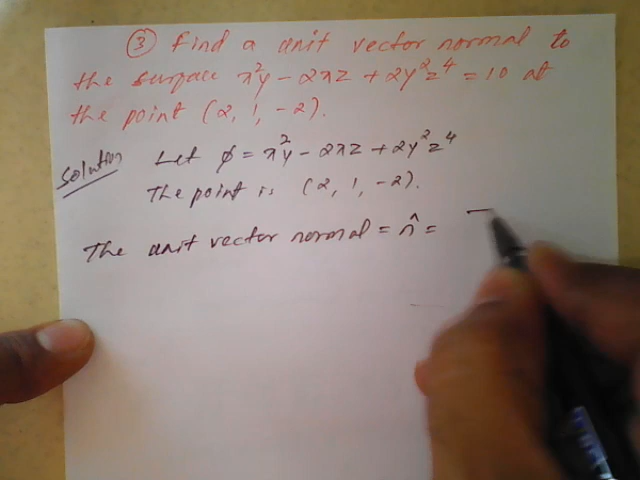 ③ Find a unit vector normal to
the surface x²y - 2xz + 2y²z⁴ = 10 at
the point (2, 1, -2).
Solution Let φ = x²y - 2xz + 2y²z⁴
The point is (2, 1, -2).
The unit vector normal = n̂ =